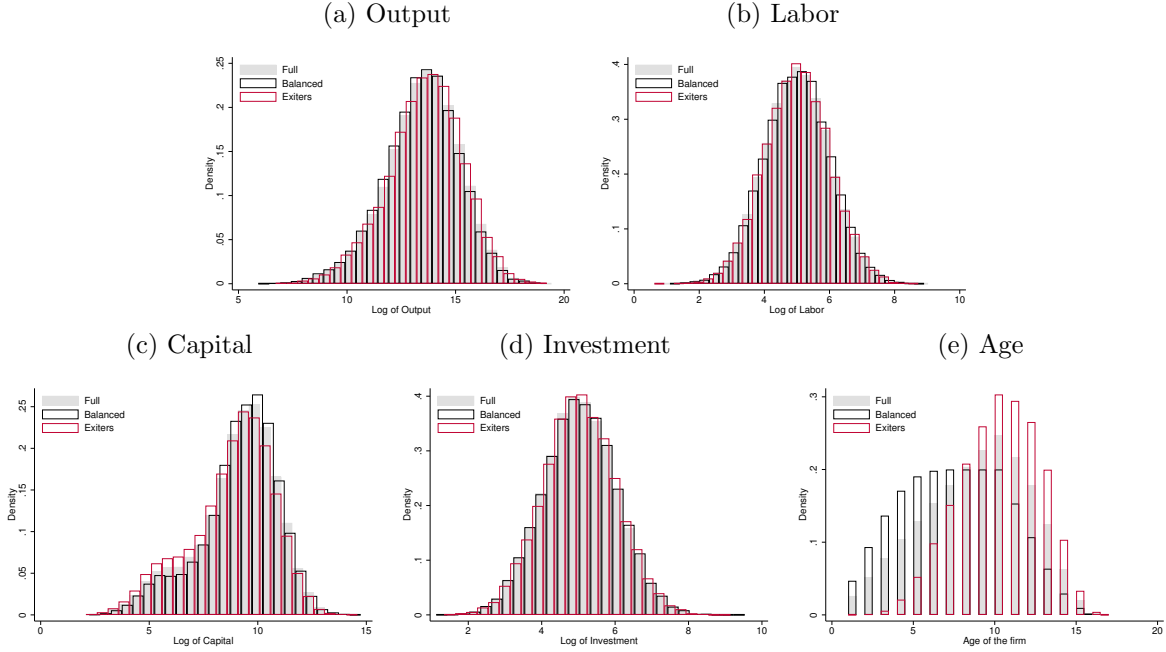 (a) Output
(b) Labor
Full
Balanced
Exiters
Density
0
.05
.1
.15
.2
.25
5
10
15
20
Log of Output
Full
Balanced
Exiters
Density
0
.1
.2
.3
.4
0
2
4
6
8
10
Log of Labor
(c) Capital
(d) Investment
(e) Age
Full
Balanced
Exiters
Density
0
.05
.1
.15
.2
.25
0
5
10
15
Log of Capital
Full
Balanced
Exiters
Density
0
.1
.2
.3
.4
2
4
6
8
10
Log of Investment
Full
Balanced
Exiters
Density
0
.1
.2
.3
0
5
10
15
20
Age of the firm